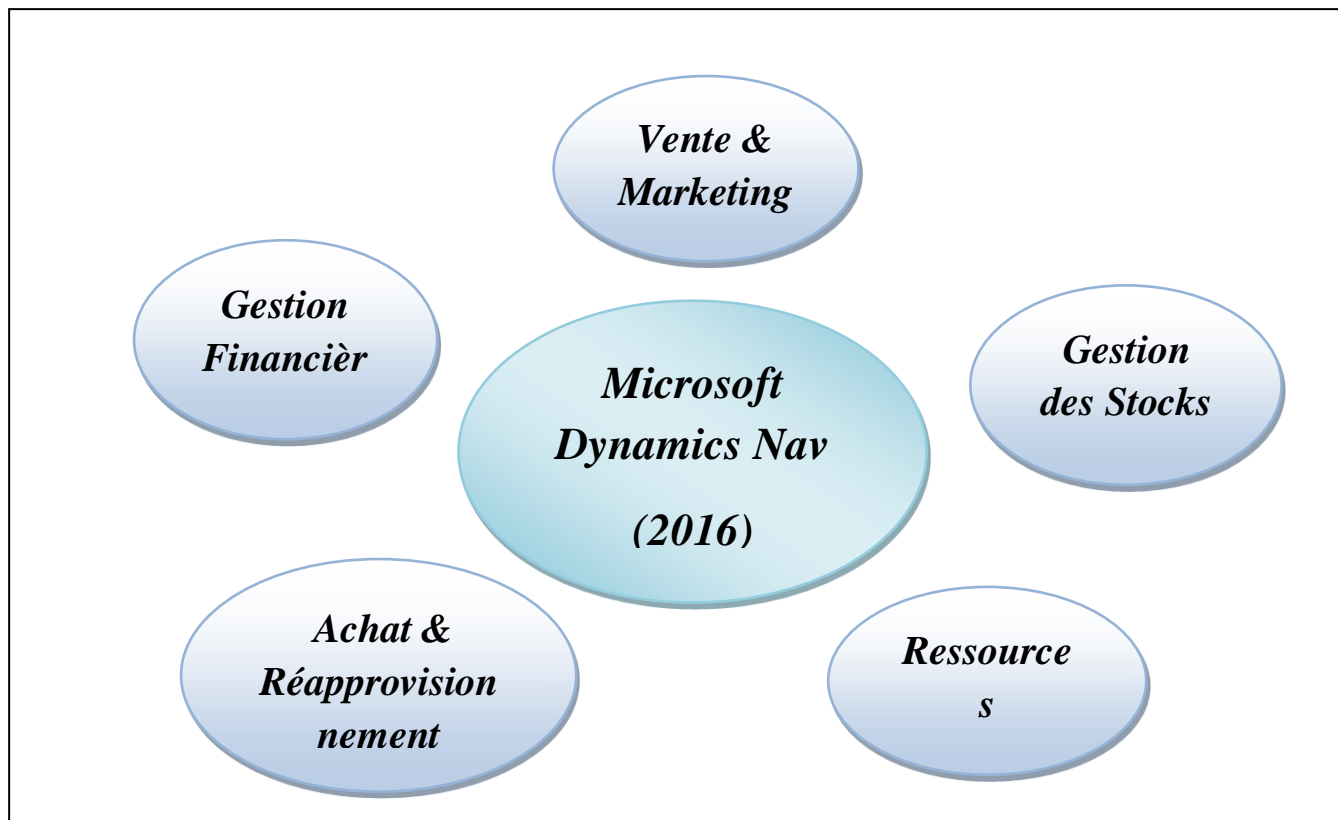 Vente &
Marketing
Gestion
Financièr
Gestion
des Stocks
Microsoft
Dynamics Nav
(2016)
Achat &
Réapprovision
nement
Ressource
s